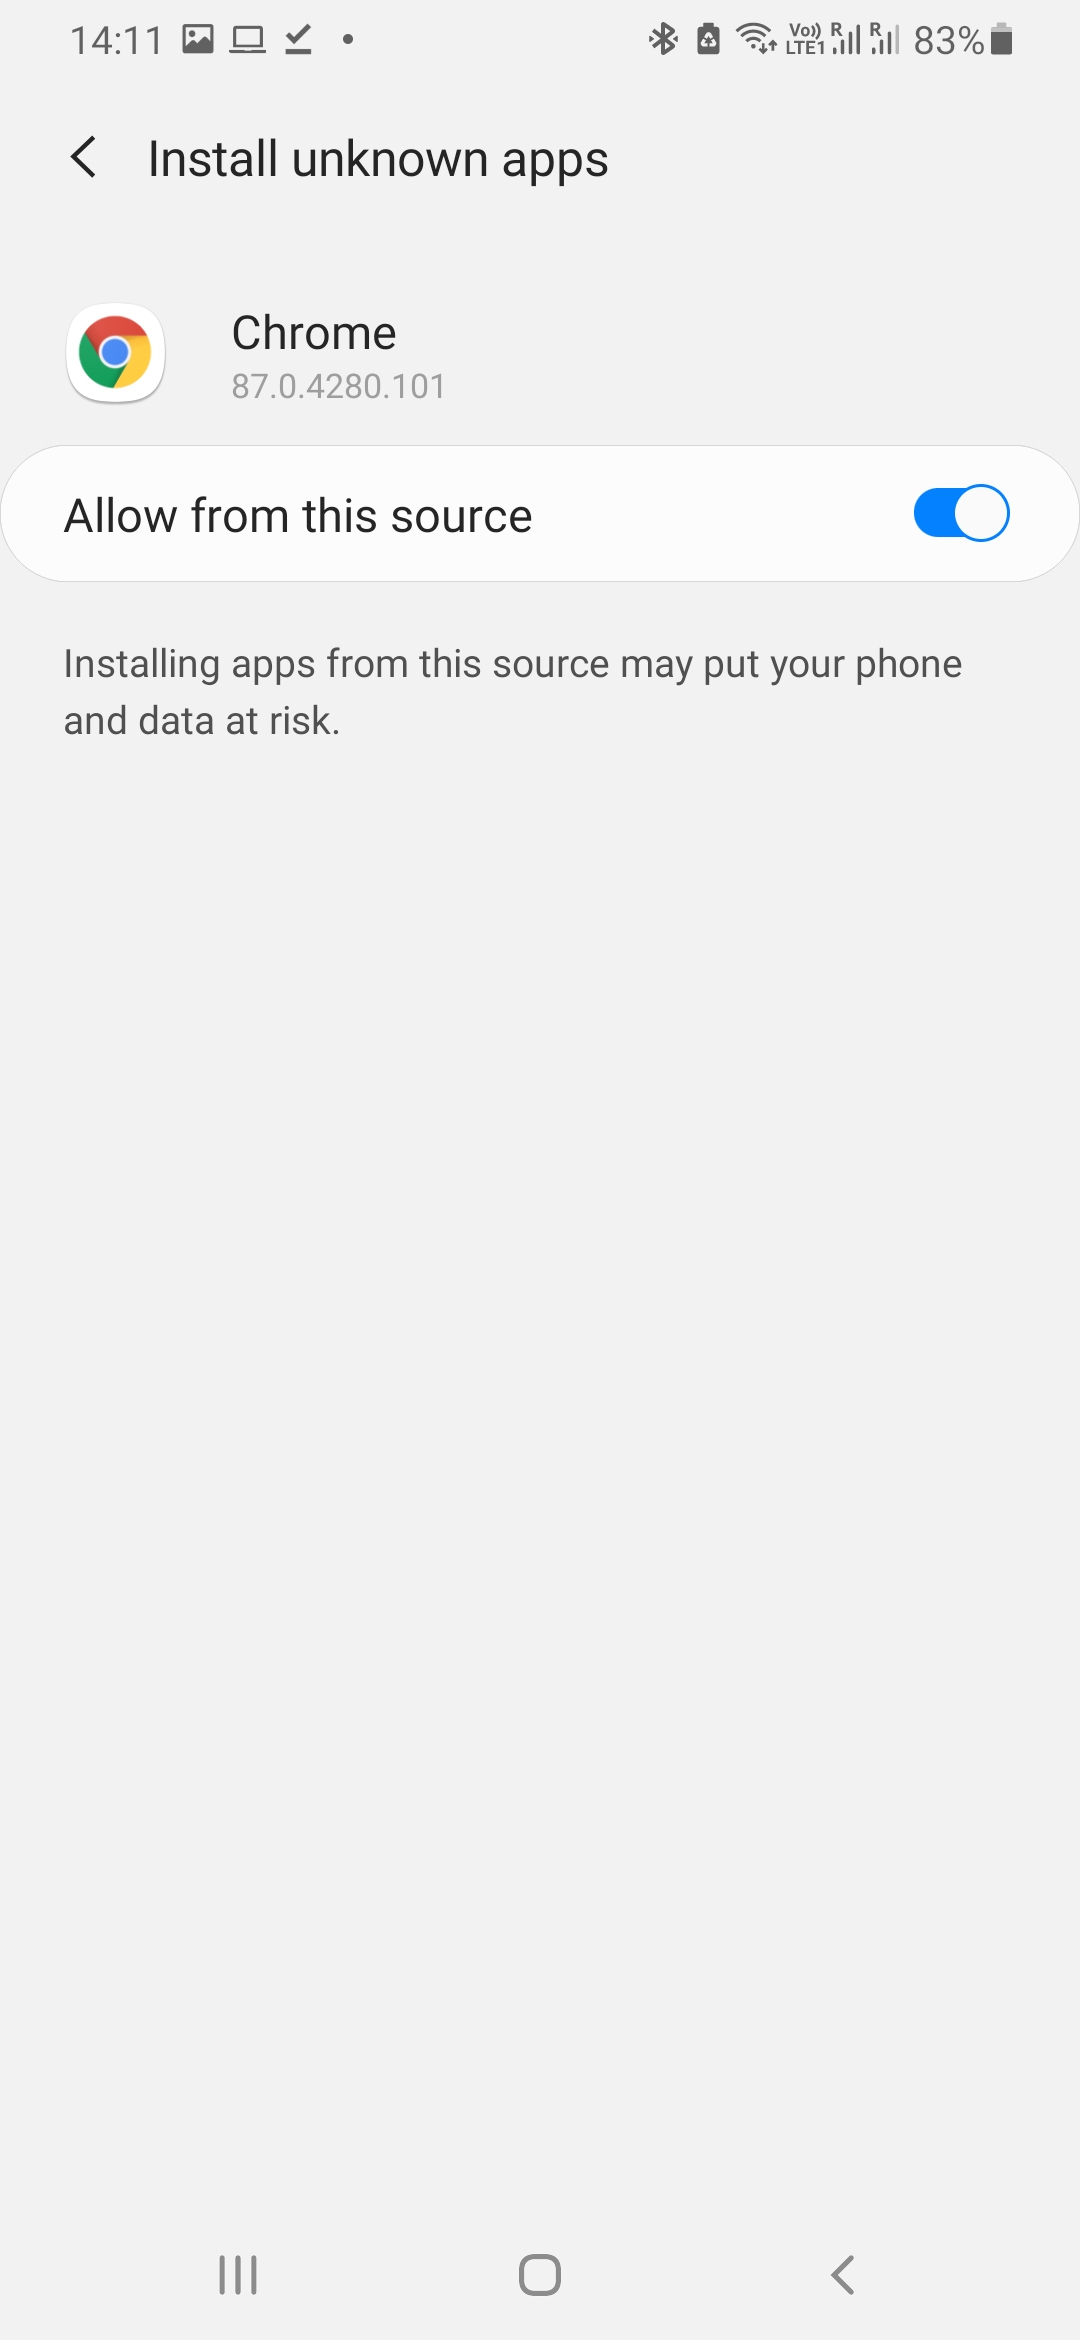 14:11 Vo)) LTE1 R R 83%
Install unknown apps
Chrome
87.0.4280.101
Allow from this source
Installing apps from this source may put your phone
and data at risk.